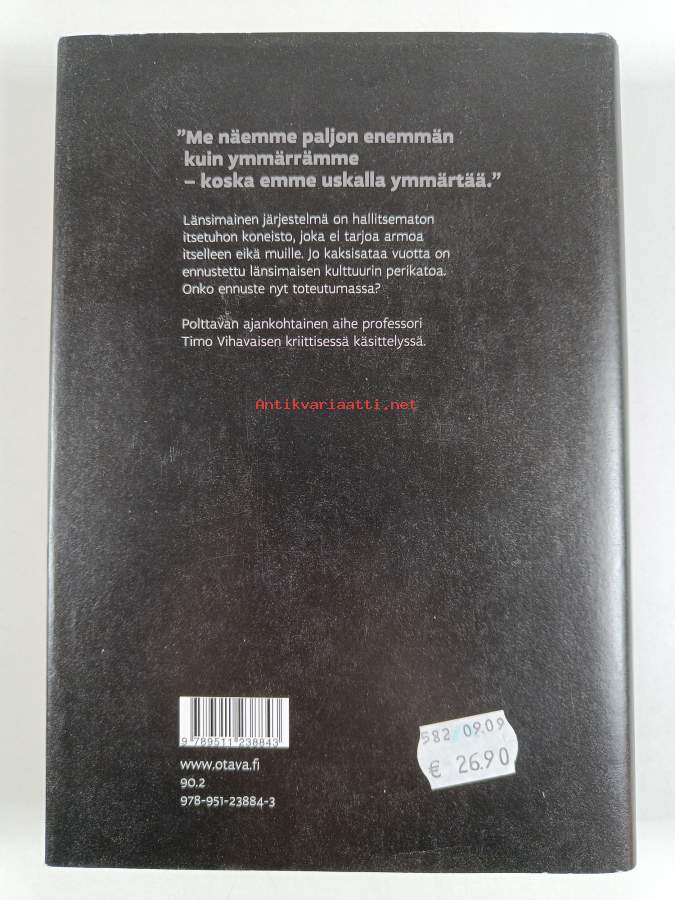 ”Me näemme paljon enemmän
kuin ymmärrämme
– koska emme uskalla ymmärtää.”
Länsimainen järjestelmä on hallitsematon
itsetuhon koneisto, joka ei tarjoa armoa
itselleen eikä muille. Jo kaksisataa vuotta on
ennustettu länsimaisen kulttuurin perikatoa.
Onko ennuste nyt toteutumassa?
Polttavan ajankohtainen aihe professori
Timo Vihavaisen kriittisessä käsittelyssä.
Antikvariaatti.net
9 789511 238843
www.otava.fi
90.2
978-951-23884-3
582 09.09
€ 26.90